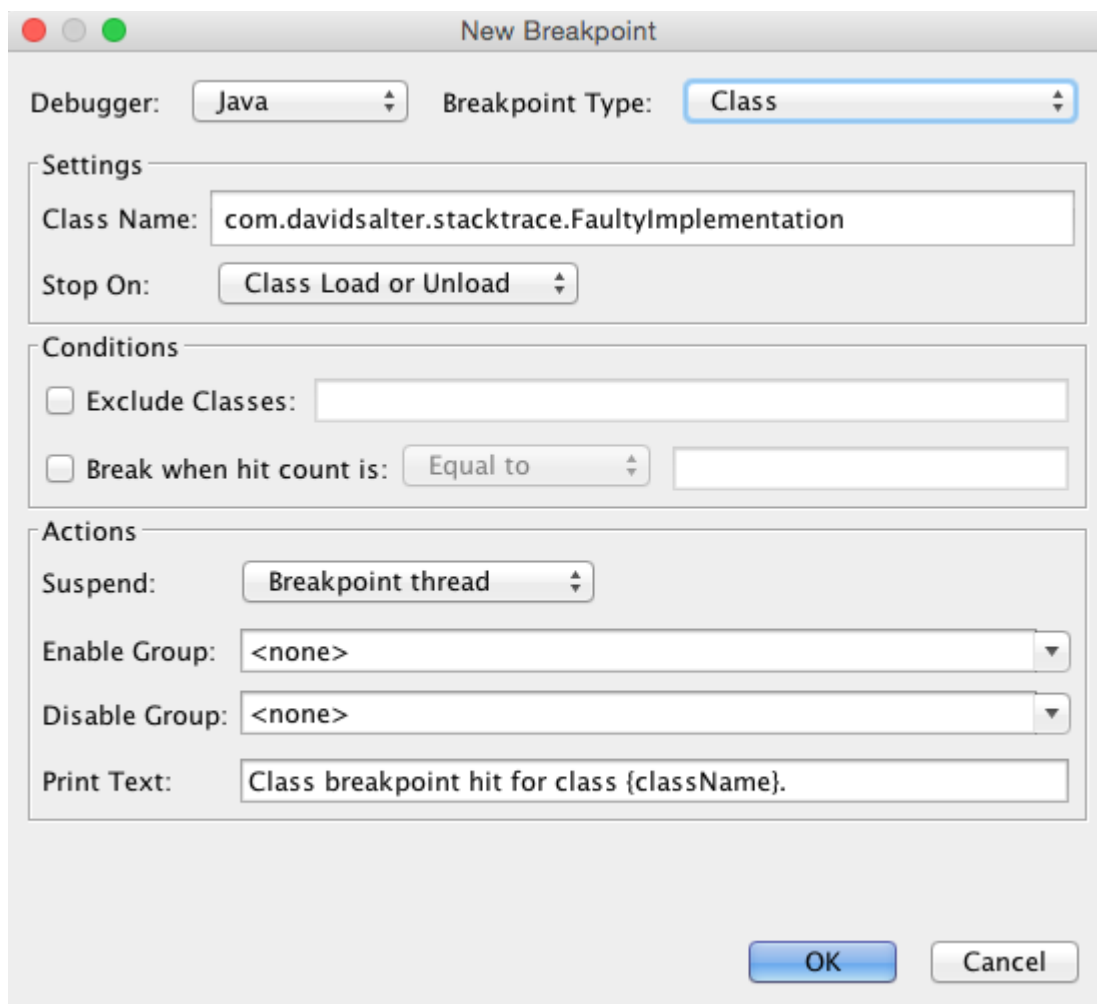 New Breakpoint
Debugger: Java Breakpoint Type: Class
Settings
Class Name: com.davidsalter.stacktrace.FaultyImplementation
Stop On: Class Load or Unload
Conditions
Exclude Classes:
Break when hit count is: Equal to
Actions
Suspend: Breakpoint thread
Enable Group: <none>
Disable Group: <none>
Print Text: Class breakpoint hit for class {className}.
OK Cancel